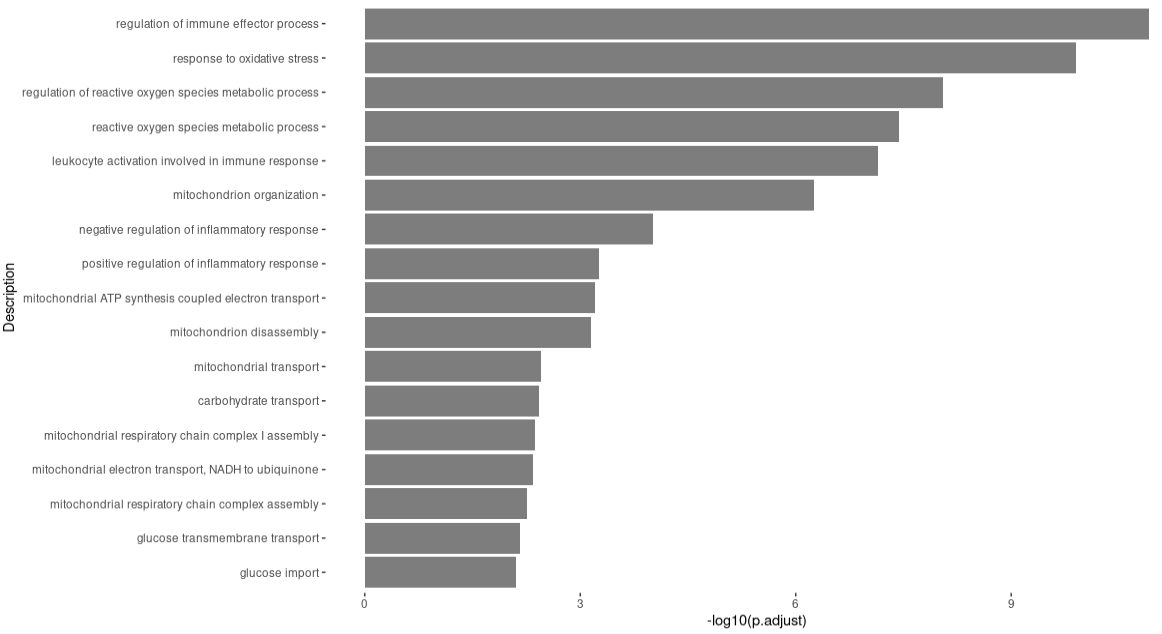 regulation of immune effector process
response to oxidative stress
regulation of reactive oxygen species metabolic process
reactive oxygen species metabolic process
leukocyte activation involved in immune response
mitochondrion organization
negative regulation of inflammatory response
positive regulation of inflammatory response
mitochondrial ATP synthesis coupled electron transport
mitochondrion disassembly
mitochondrial transport
carbohydrate transport
mitochondrial respiratory chain complex I assembly
mitochondrial electron transport, NADH to ubiquinone
mitochondrial respiratory chain complex assembly
glucose transmembrane transport
glucose import
Description
0 3 6 9
-log10(p.adjust)